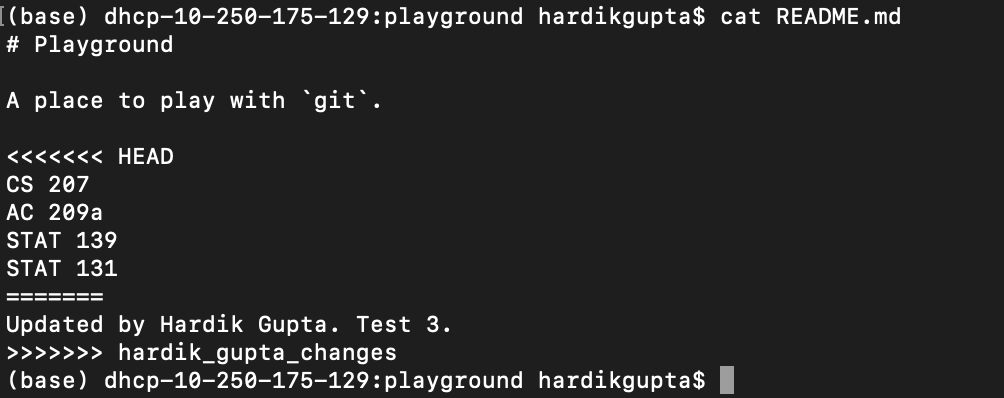 (base) dhcp-10-250-175-129:playground hardikgupta$ cat README.md
# Playground

A place to play with `git`.

<<<<<<< HEAD
CS 207
AC 209a
STAT 139
STAT 131
=======
Updated by Hardik Gupta. Test 3.
>>>>>>> hardik_gupta_changes
(base) dhcp-10-250-175-129:playground hardikgupta$